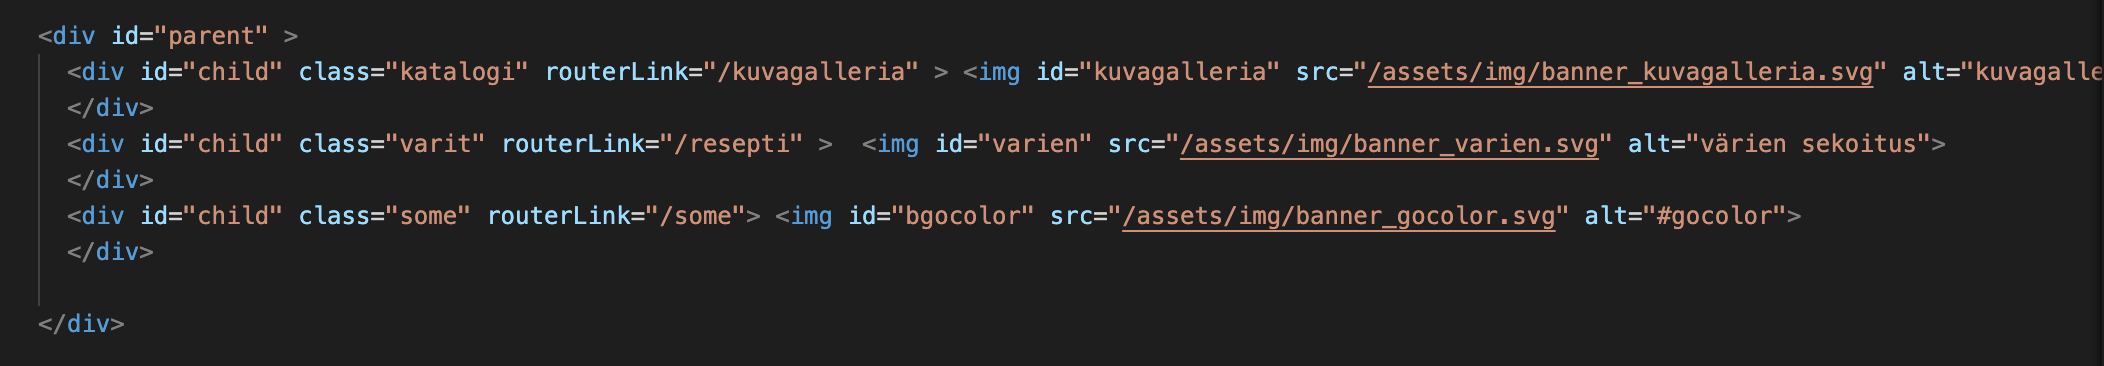 <div id="parent" >
<div id="child" class="katalogi" routerLink="/kuvagalleria" > <img id="kuvagalleria" src="/assets/img/banner_kuvagalleria.svg" alt="kuvagalle
</div>
<div id="child" class="varit" routerLink="/resepti" >  <img id="varien" src="/assets/img/banner_varien.svg" alt="värien sekoitus">
</div>
<div id="child" class="some" routerLink="/some"> <img id="bgocolor" src="/assets/img/banner_gocolor.svg" alt="#gocolor">
</div>
</div>